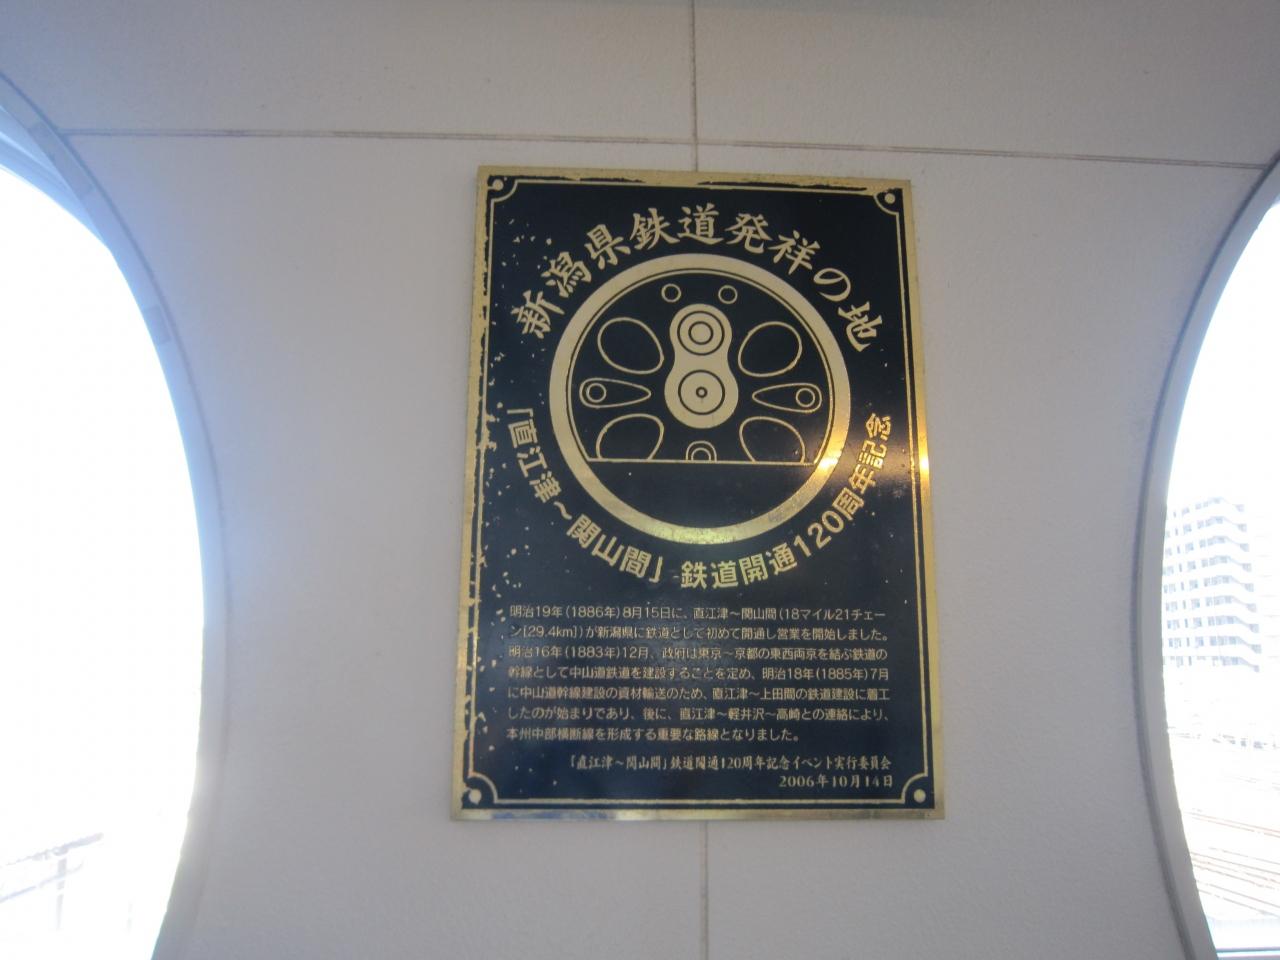 新潟県鉄道発祥の地
「直江津～関山間」鉄道開通120周年記念
明治19年(1886年)8月15日に、直江津～関山間(18マイル21チェー
ン[29.4km])が新潟県に鉄道として初めて開通し営業を開始しました。
明治16年(1883年)12月、政府は東京～京都の東西両京を結ぶ鉄道の
幹線として中山道鉄道を建設することを定め、明治18年(1885年)7月
に中山道幹線建設の資材輸送のため、直江津～上田間の鉄道建設に着工
したのが始まりであり、後に、直江津～軽井沢～高崎との連絡により、
本州中部横断線を形成する重要な路線となりました。
「直江津～関山間」鉄道開通120周年記念イベント実行委員会
2006年10月14日